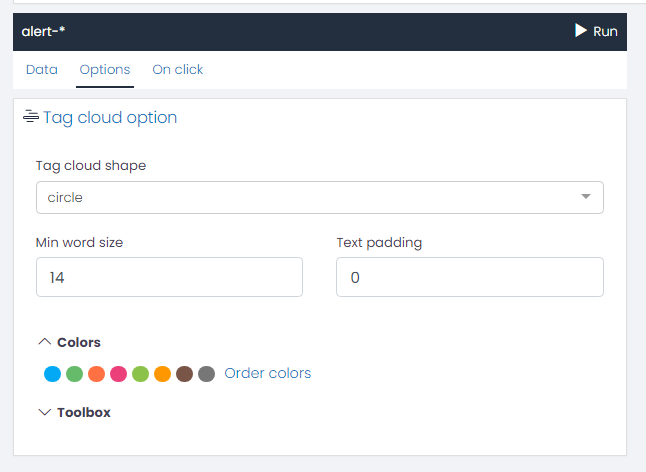 alert-*
Run
Data Options On click
Tag cloud option
Tag cloud shape
circle
Min word size Text padding
14 0
Colors
Order colors
Toolbox